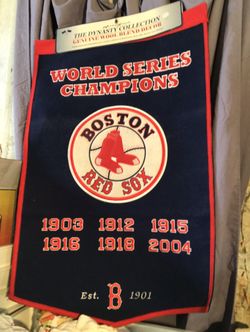 THE DYNASTY COLLECTION
GENUINE WOOL BLEND DECOR
WORLD SERIES
CHAMPIONS
BOSTON
RED SOX
1903 1912 1915
1916 1918 2004
Est. B 1901